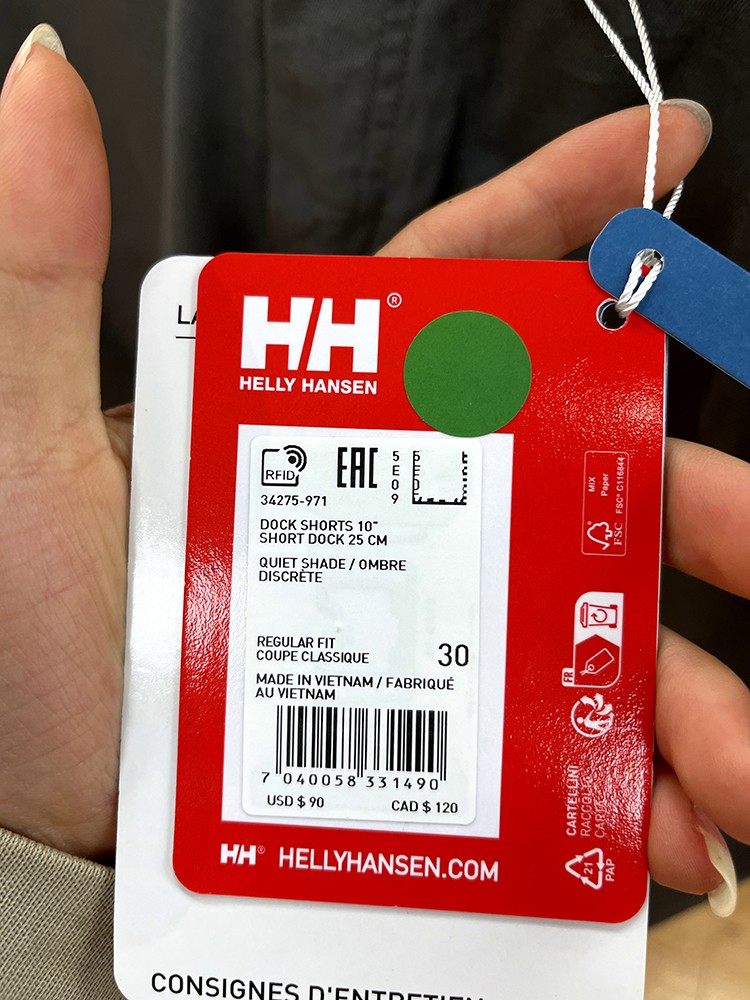 LA
HH®
HELLY HANSEN
RFID
EAC
5E09
34275-971
DOCK SHORTS 10"
SHORT DOCK 25 CM
QUIET SHADE / OMBRE
DISCRÈTE
REGULAR FIT
COUPE CLASSIQUE
30
MADE IN VIETNAM / FABRIQUÉ
AU VIETNAM
7 040058 331490
USD $ 90
CAD $ 120
HH® HELLYHANSEN.COM
MIX
Paper
FSC® C116844
FSC
FR
CARTELLINI
21
PAP
CONSIGNES D'ENTRETIEN